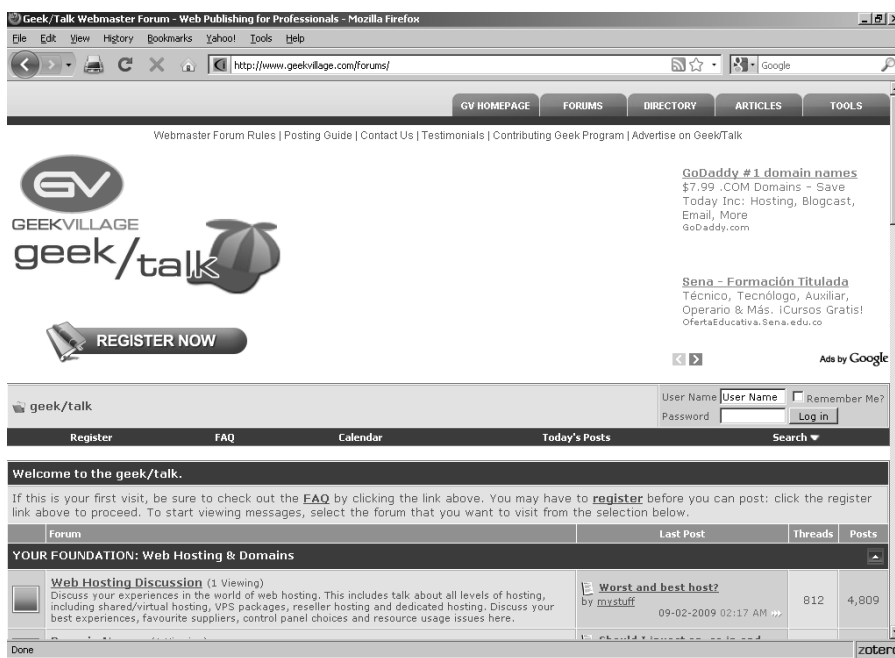 Geek/Talk Webmaster Forum - Web Publishing for Professionals - Mozilla Firefox
File Edit View History Bookmarks Yahoo! Tools Help
http://www.geekvillage.com/forums/
Google
GV HOMEPAGE FORUMS DIRECTORY ARTICLES TOOLS
Webmaster Forum Rules | Posting Guide | Contact Us | Testimonials | Contributing Geek Program | Advertise on Geek/Talk
GV
GEEKVILLAGE
geek/talk
REGISTER NOW
GoDaddy #1 domain names
$7.99 .COM Domains - Save
Today Inc: Hosting, Blogcast,
Email, More
GoDaddy.com
Sena - Formación Titulada
Técnico, Tecnólogo, Auxiliar,
Operario & Más. ¡Cursos Gratis!
OfertaEducativa.Sena.edu.co
Ads by Google
geek/talk
User Name User Name Remember Me?
Password Log in
Register FAQ Calendar Today's Posts Search
Welcome to the geek/talk.
If this is your first visit, be sure to check out the FAQ by clicking the link above. You may have to register before you can post: click the register
link above to proceed. To start viewing messages, select the forum that you want to visit from the selection below.
Forum Last Post Threads Posts
YOUR FOUNDATION: Web Hosting & Domains
Web Hosting Discussion (1 Viewing)
Discuss your experiences in the world of web hosting. This includes talk about all levels of hosting,
including shared/virtual hosting, VPS packages, reseller hosting and dedicated hosting. Discuss your
best experiences, favourite suppliers, control panel choices and resource usage issues here.
Worst and best host?
by mystuff
09-02-2009 02:17 AM
812 4,809
Done